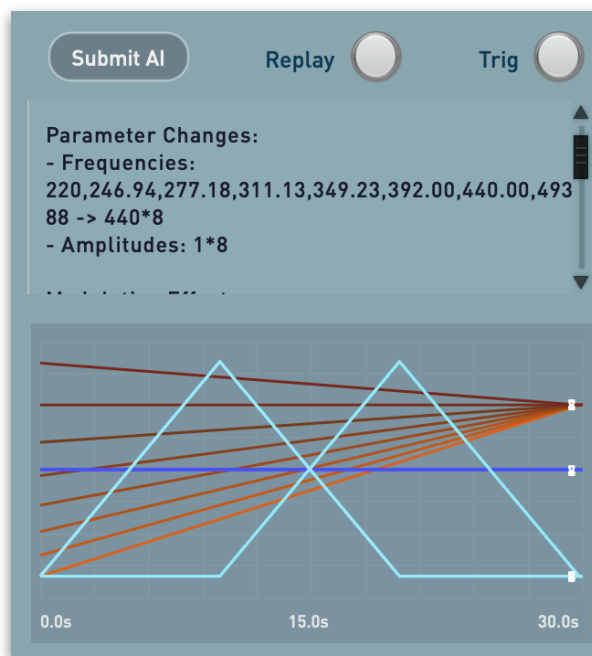 Submit AI
Replay
Trig
Parameter Changes:
- Frequencies:
220,246.94,277.18,311.13,349.23,392.00,440.00,493
88 -> 440*8
- Amplitudes: 1*8
0.0s
15.0s
30.0s